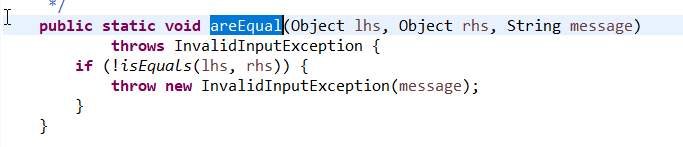 */
public static void areEqual(Object lhs, Object rhs, String message)
throws InvalidInputException {
if (!isEquals(lhs, rhs)) {
throw new InvalidInputException(message);
}
}